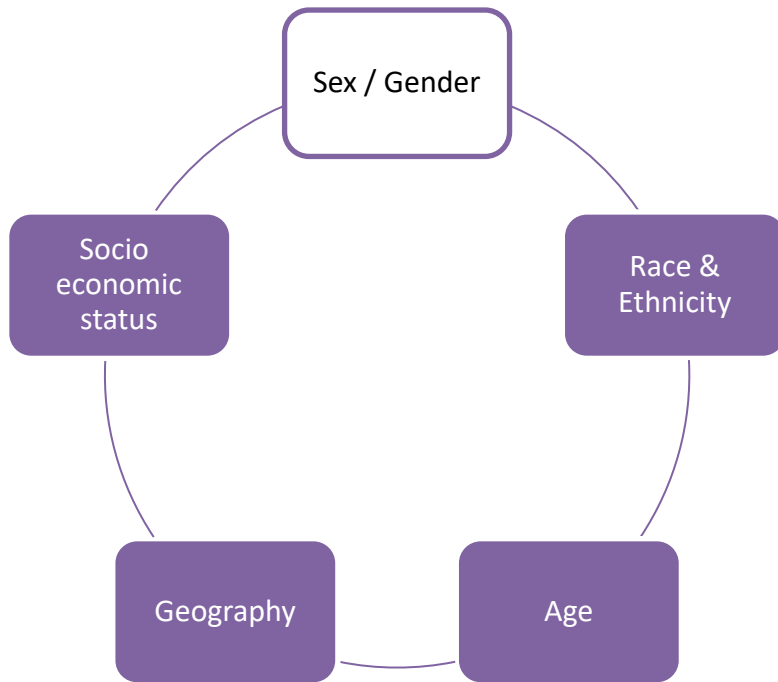 Sex / Gender
Race &
Ethnicity
Age
Geography
Socio
economic
status